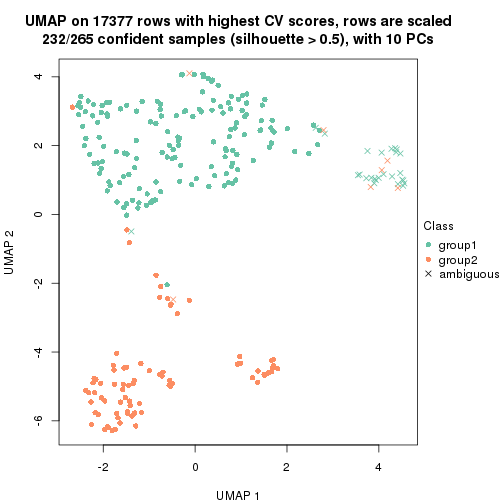 UMAP on 17377 rows with highest CV scores, rows are scaled
232/265 confident samples (silhouette > 0.5), with 10 PCs
4
2
0
-2
-4
-6
UMAP 2
-2
0
2
4
UMAP 1
Class
group1
group2
ambiguous